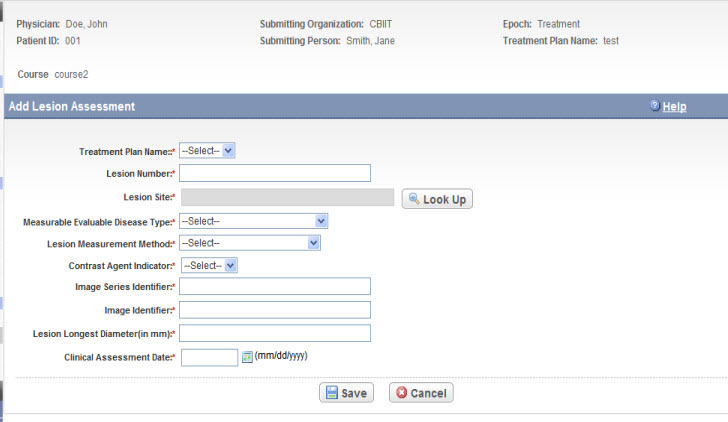 Physician: Doe, John Submitting Organization: CBIIT Epoch: Treatment
Patient ID: 001 Submitting Person: Smith, Jane Treatment Plan Name: test
Course course2
Add Lesion Assessment Help
Treatment Plan Name:* --Select--
Lesion Number:*
Lesion Site:* Look Up
Measurable Evaluable Disease Type:* --Select--
Lesion Measurement Method:* --Select--
Contrast Agent Indicator:* --Select--
Image Series Identifier:*
Image Identifier:*
Lesion Longest Diameter(in mm):*
Clinical Assessment Date:* (mm/dd/yyyy)
Save Cancel